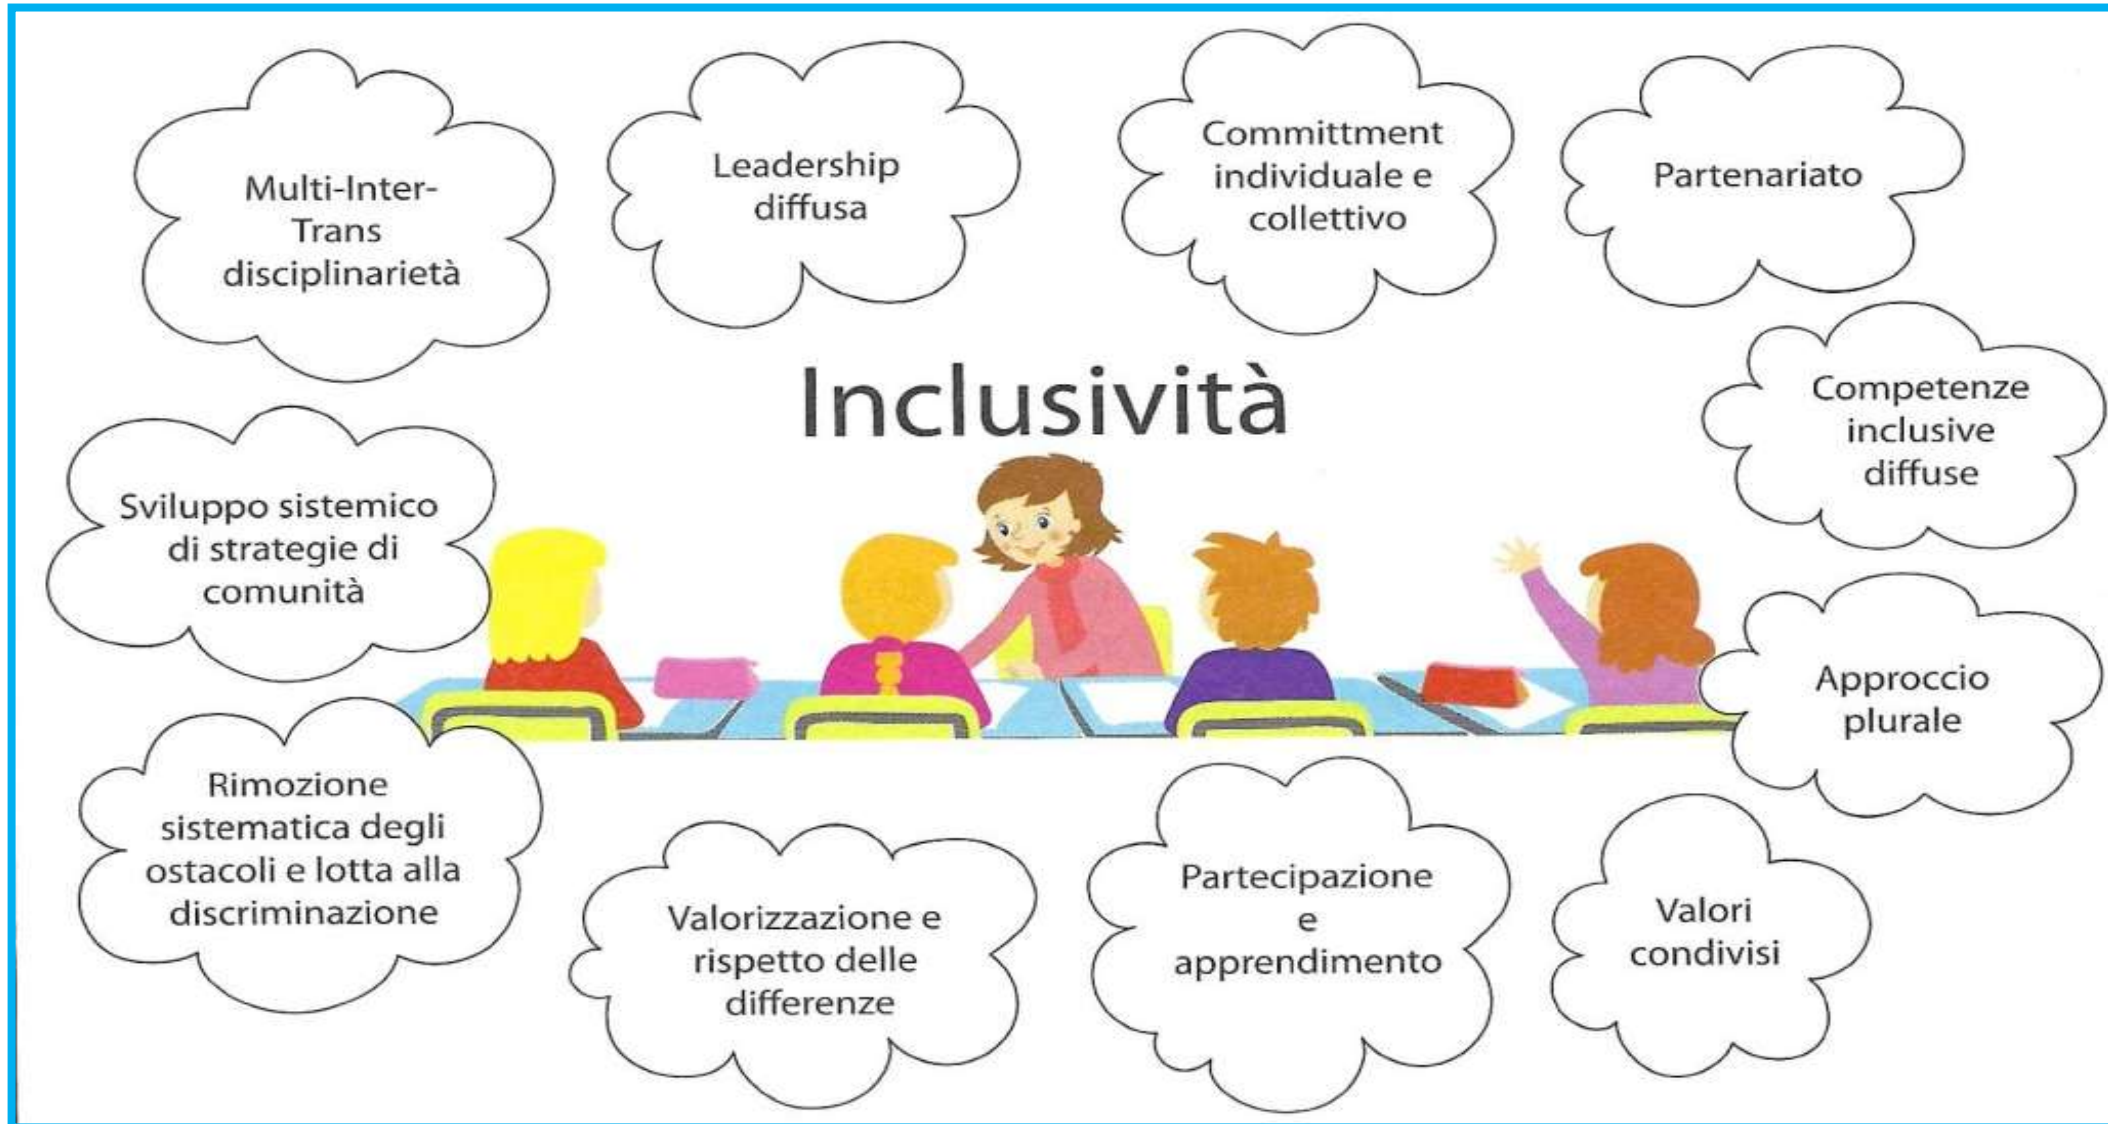 Multi-Inter-
Trans
disciplinarietà
Leadership
diffusa
Committment
individuale e
collettivo
Partenariato
Inclusività
Competenze
inclusive
diffuse
Sviluppo sistemico
di strategie di
comunità
Approccio
plurale
Rimozione
sistematica degli
ostacoli e lotta alla
discriminazione
Valorizzazione e
rispetto delle
differenze
Partecipazione
e
apprendimento
Valori
condivisi